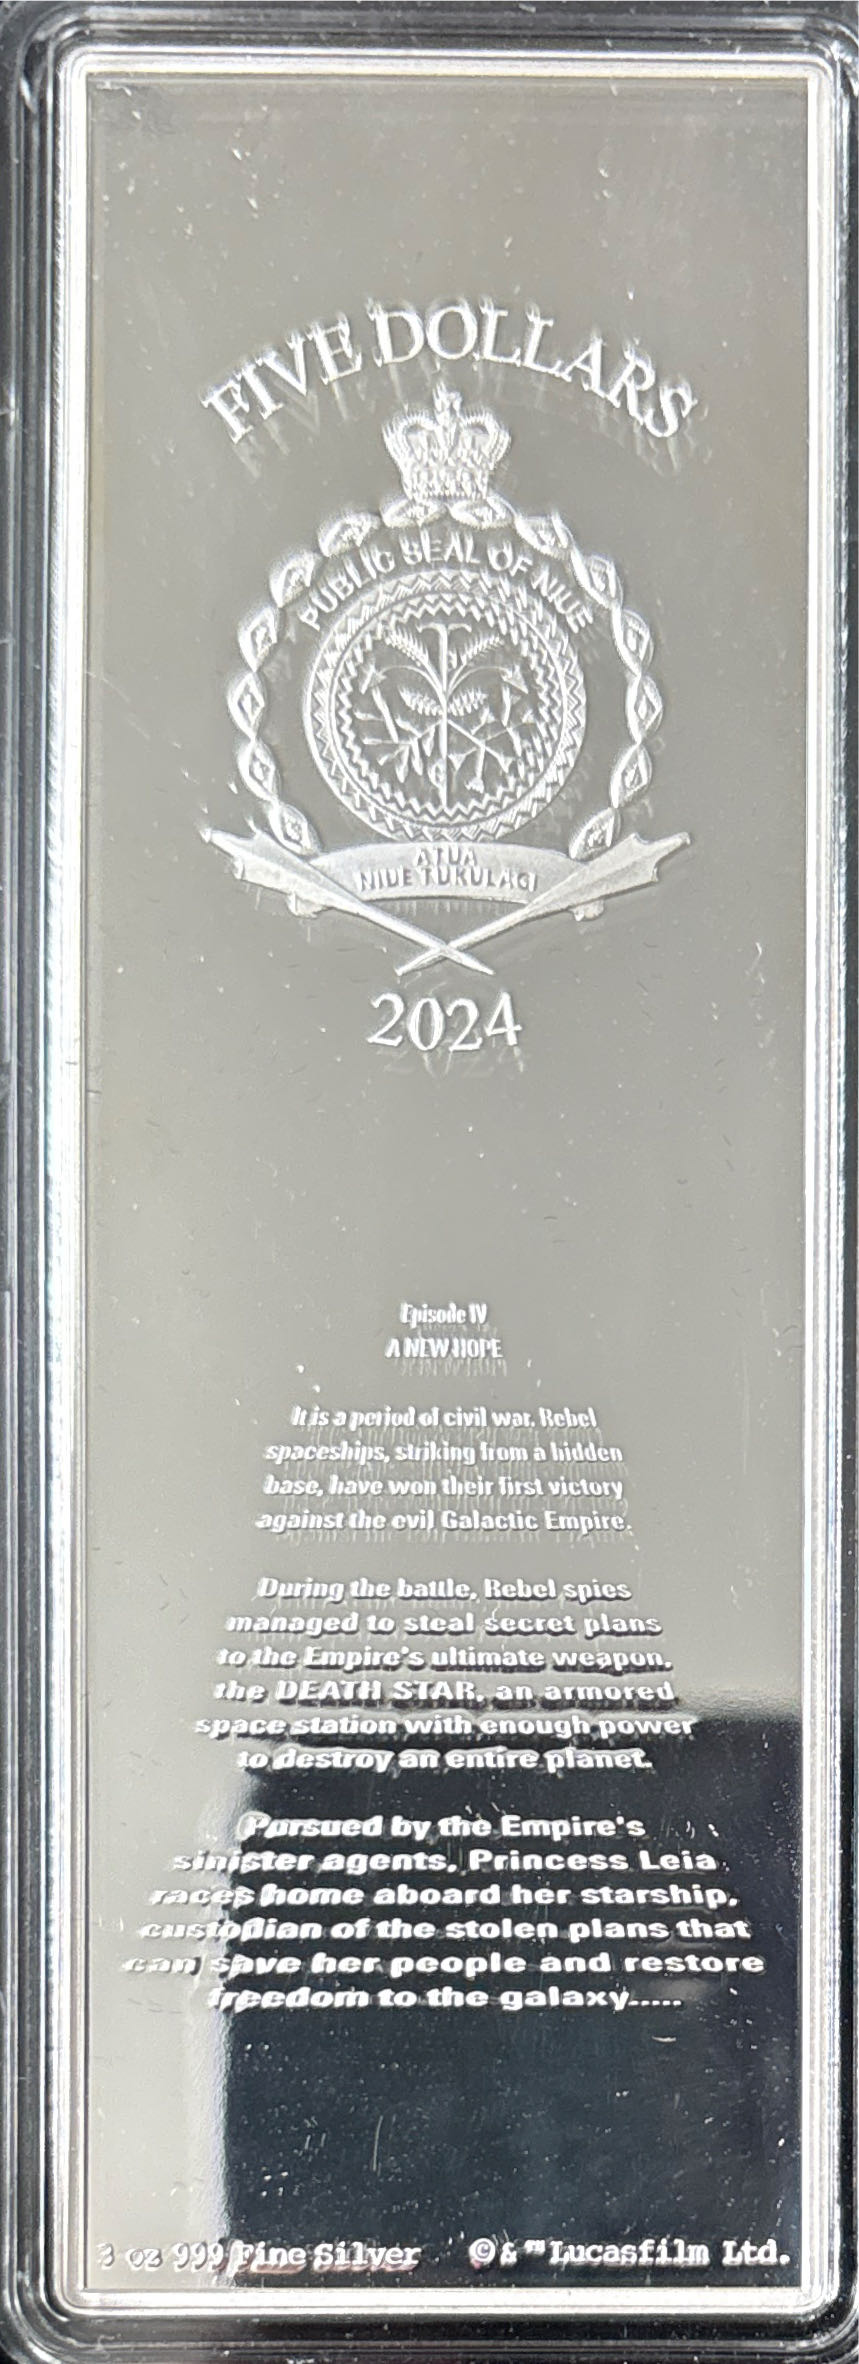 FIVE DOLLARS
PUBLIC SEAL OF NIUE
ATUA
NIUE TUKULAGI
2024
Episode IV
A NEW HOPE
It is a period of civil war. Rebel
spaceships, striking from a hidden
base, have won their first victory
against the evil Galactic Empire.
During the battle, Rebel spies
managed to steal secret plans
to the Empire's ultimate weapon,
the DEATH STAR, an armored
space station with enough power
to destroy an entire planet.
Pursued by the Empire's
sinister agents, Princess Leia
races home aboard her starship,
custodian of the stolen plans that
can save her people and restore
freedom to the galaxy.....
3 oz 999 Fine Silver © & ™ Lucasfilm Ltd.